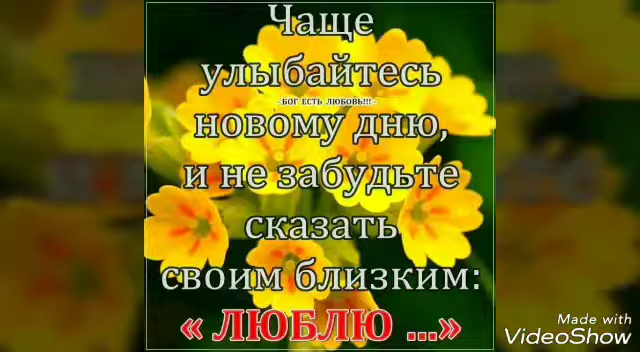 Чаще
улыбайтесь
- БОГ ЕСТЬ ЛЮБОВЬ!!! -
новому дню,
и не забудьте
сказать
своим близким:
« ЛЮБЛЮ ...»
Made with
VideoShow